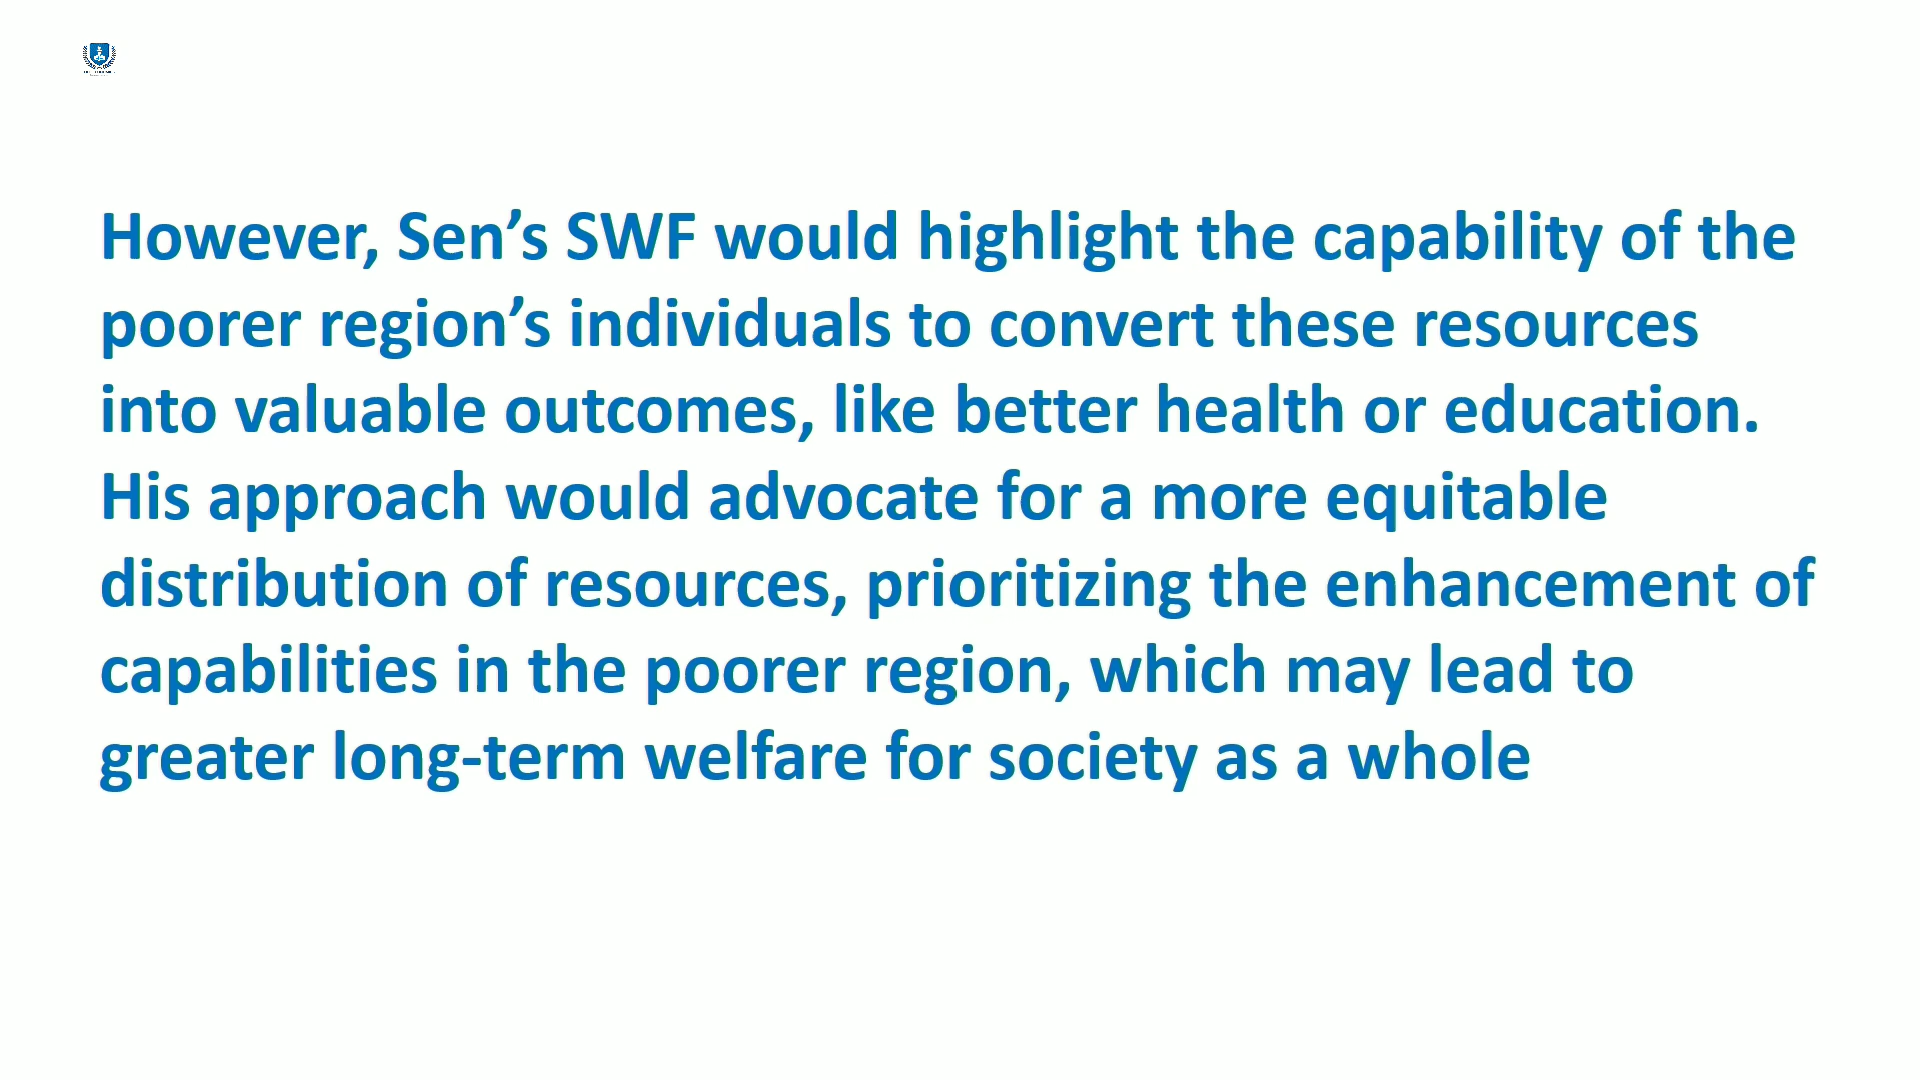 However, Sen’s SWF would highlight the capability of the
poorer region’s individuals to convert these resources
into valuable outcomes, like better health or education.
His approach would advocate for a more equitable
distribution of resources, prioritizing the enhancement of
capabilities in the poorer region, which may lead to
greater long-term welfare for society as a whole